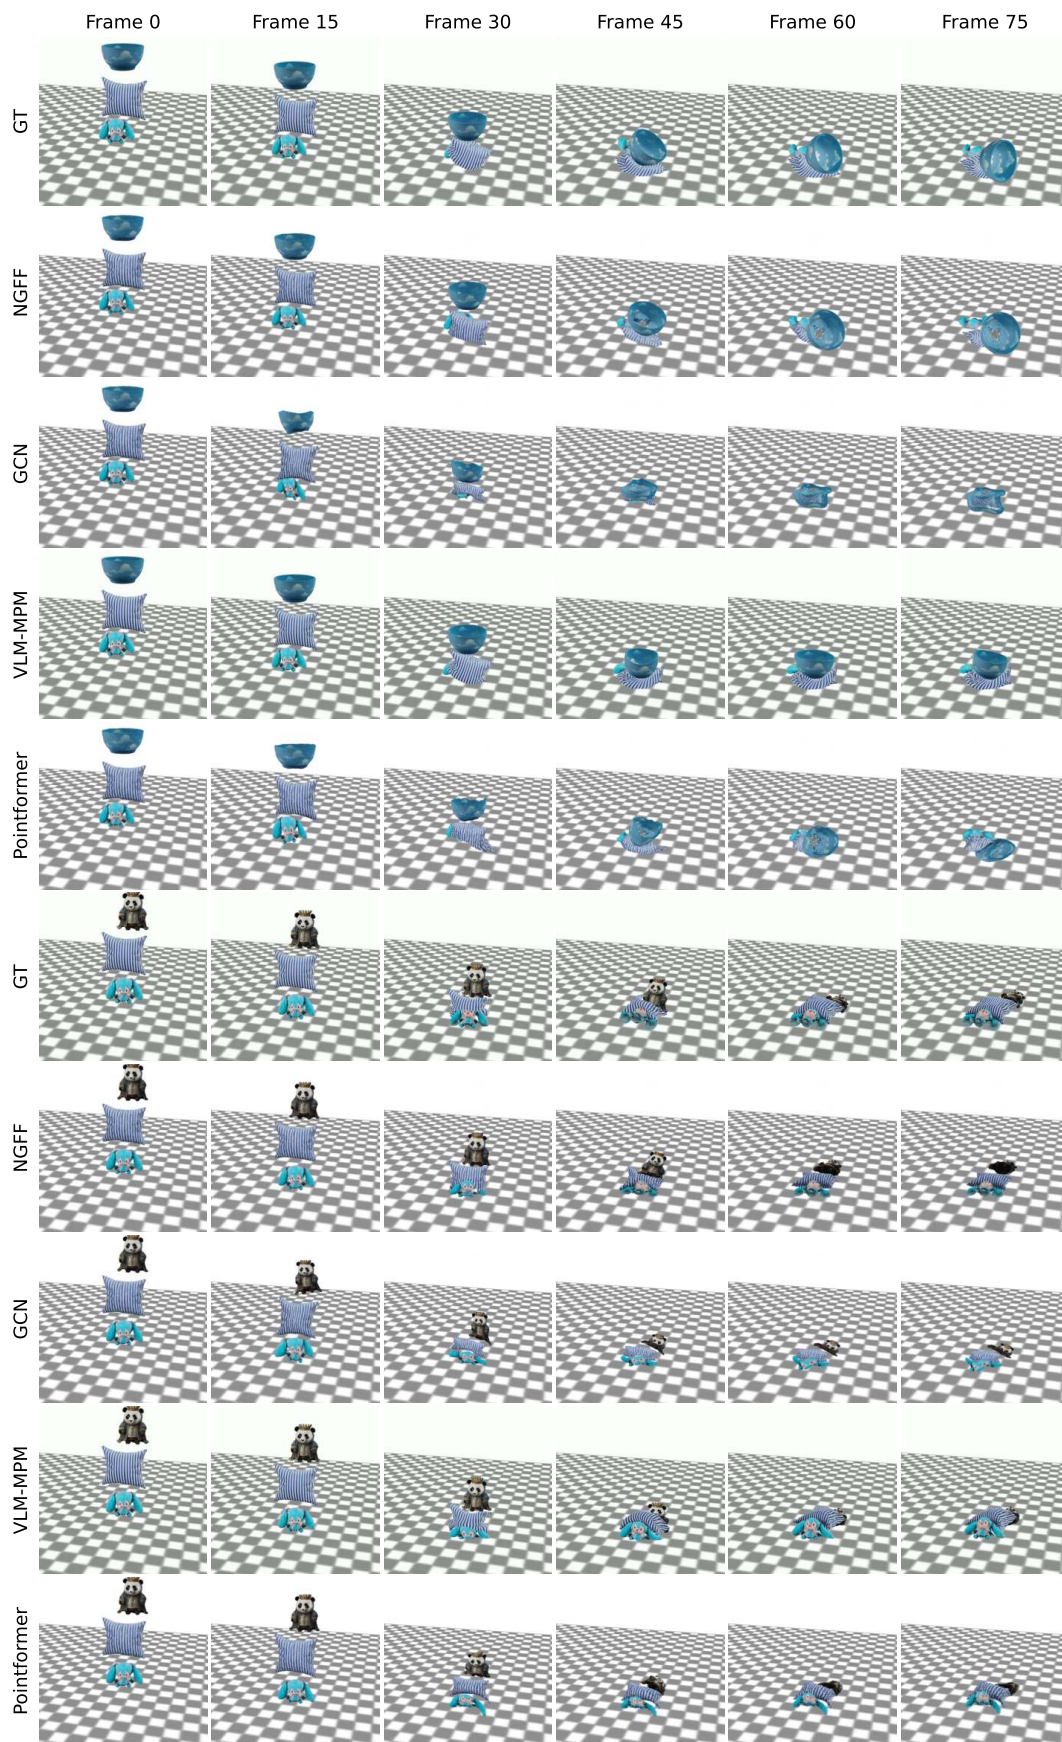 Frame 0 Frame 15 Frame 30 Frame 45 Frame 60 Frame 75
GT
NGFF
GCN
VLM-MPM
Pointformer
GT
NGFF
GCN
VLM-MPM
Pointformer